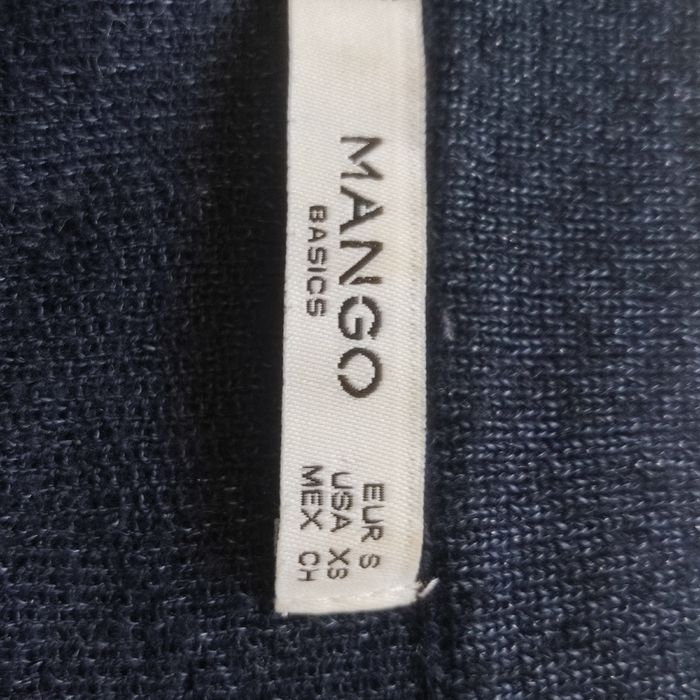 MANGO
BASICS
EUR S
USA XS
MEX CH